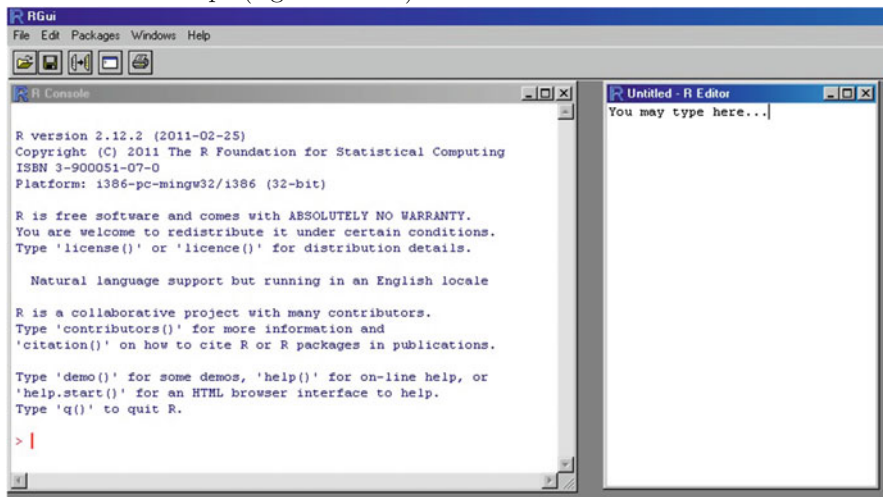 RGui
File Edit Packages Windows Help
R Console
R version 2.12.2 (2011-02-25)
Copyright (C) 2011 The R Foundation for Statistical Computing
ISBN 3-900051-07-0
Platform: i386-pc-mingw32/i386 (32-bit)
R is free software and comes with ABSOLUTELY NO WARRANTY.
You are welcome to redistribute it under certain conditions.
Type 'license()' or 'licence()' for distribution details.
Natural language support but running in an English locale
R is a collaborative project with many contributors.
Type 'contributors()' for more information and
'citation()' on how to cite R or R packages in publications.
Type 'demo()' for some demos, 'help()' for on-line help, or
'help.start()' for an HTML browser interface to help.
Type 'q()' to quit R.
>
Untitled - R Editor
You may type here...